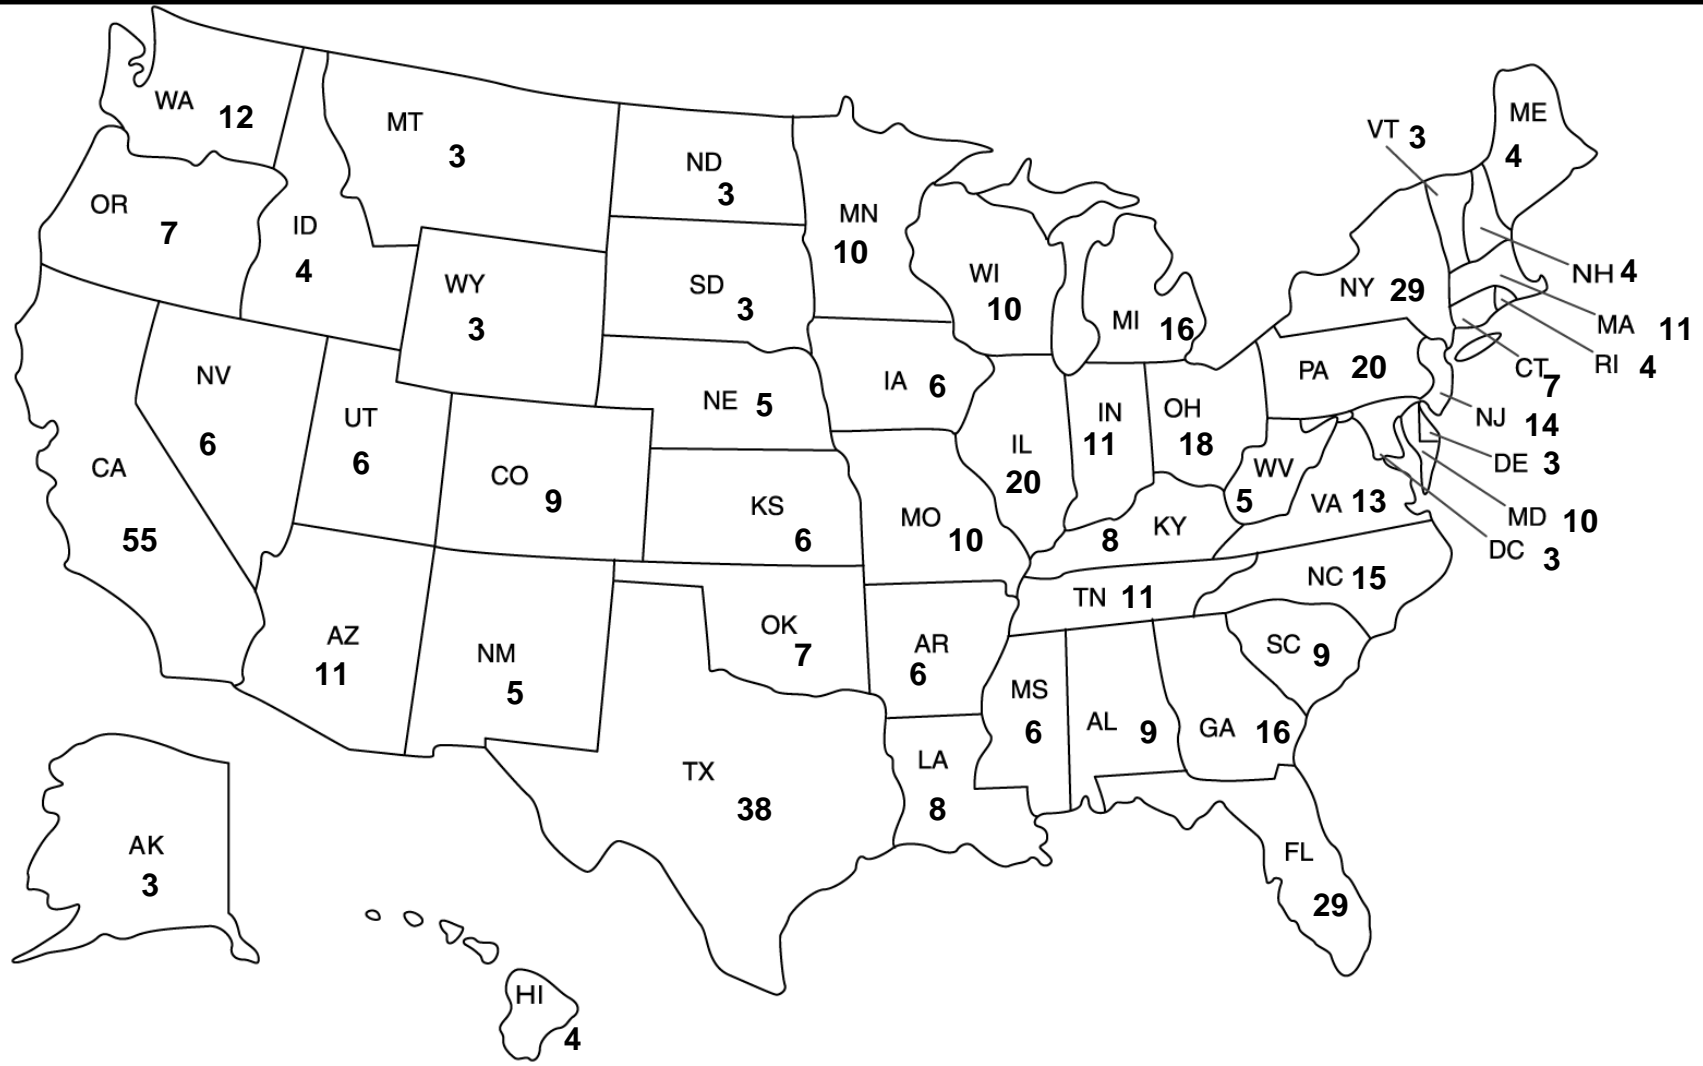 WA 12
MT 3
ND 3
MN 10
VT 3
ME 4
OR 7
ID 4
WY 3
SD 3
WI 10
MI 16
NY 29
NH 4
MA 11
RI 4
CT 7
NV 6
UT 6
NE 5
IA 6
PA 20
NJ 14
CA 55
CO 9
KS 6
MO 10
IL 20
IN 11
OH 18
WV 5
VA 13
DE 3
MD 10
DC 3
KY 8
AZ 11
NM 5
OK 7
AR 6
TN 11
NC 15
SC 9
MS 6
AL 9
GA 16
TX 38
LA 8
FL 29
AK 3
HI 4